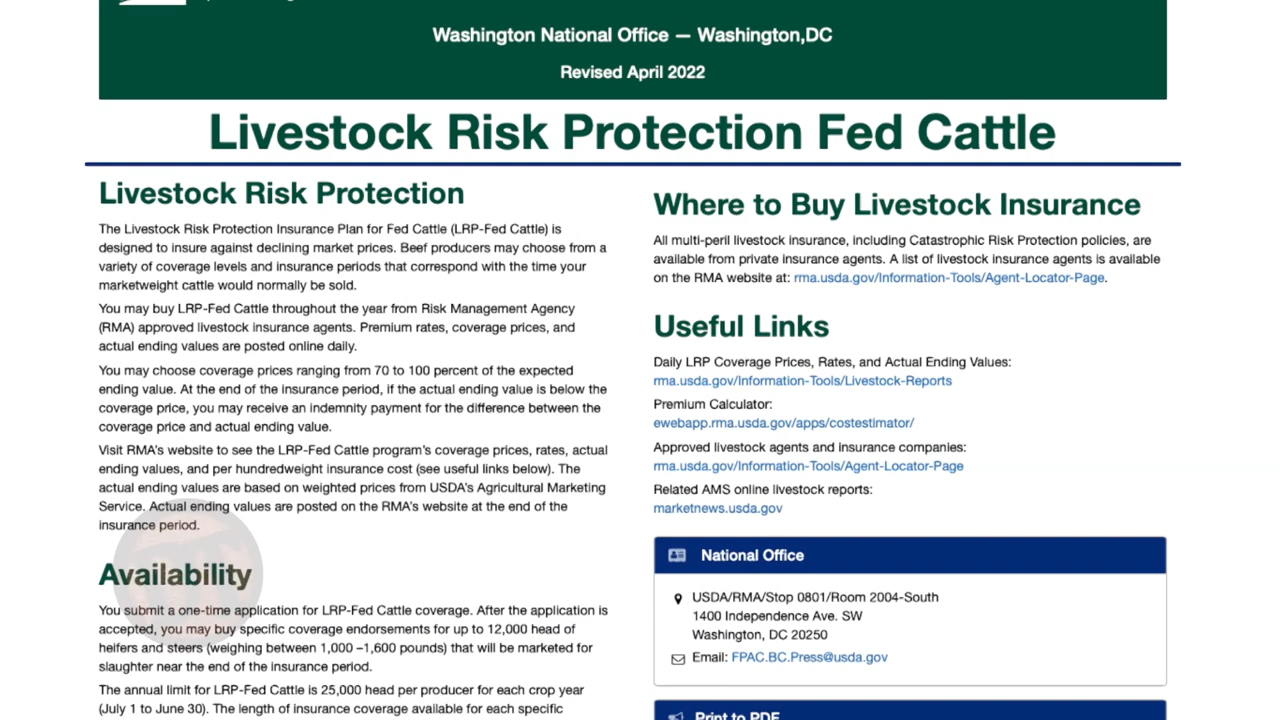 Washington National Office — Washington,DC
Revised April 2022
Livestock Risk Protection Fed Cattle
Livestock Risk Protection
The Livestock Risk Protection Insurance Plan for Fed Cattle (LRP-Fed Cattle) is
designed to insure against declining market prices. Beef producers may choose from a
variety of coverage levels and insurance periods that correspond with the time your
marketweight cattle would normally be sold.
You may buy LRP-Fed Cattle throughout the year from Risk Management Agency
(RMA) approved livestock insurance agents. Premium rates, coverage prices, and
actual ending values are posted online daily.
You may choose coverage prices ranging from 70 to 100 percent of the expected
ending value. At the end of the insurance period, if the actual ending value is below the
coverage price, you may receive an indemnity payment for the difference between the
coverage price and actual ending value.
Visit RMA's website to see the LRP-Fed Cattle program's coverage prices, rates, actual
ending values, and per hundredweight insurance cost (see useful links below). The
actual ending values are based on weighted prices from USDA's Agricultural Marketing
Service. Actual ending values are posted on the RMA's website at the end of the
insurance period.
Availability
You submit a one-time application for LRP-Fed Cattle coverage. After the application is
accepted, you may buy specific coverage endorsements for up to 12,000 head of
heifers and steers (weighing between 1,000 –1,600 pounds) that will be marketed for
slaughter near the end of the insurance period.
The annual limit for LRP-Fed Cattle is 25,000 head per producer for each crop year
(July 1 to June 30). The length of insurance coverage available for each specific
Where to Buy Livestock Insurance
All multi-peril livestock insurance, including Catastrophic Risk Protection policies, are
available from private insurance agents. A list of livestock insurance agents is available
on the RMA website at: rma.usda.gov/Information-Tools/Agent-Locator-Page.
Useful Links
Daily LRP Coverage Prices, Rates, and Actual Ending Values:
rma.usda.gov/Information-Tools/Livestock-Reports
Premium Calculator:
ewebapp.rma.usda.gov/apps/costestimator/
Approved livestock agents and insurance companies:
rma.usda.gov/Information-Tools/Agent-Locator-Page
Related AMS online livestock reports:
marketnews.usda.gov
National Office
USDA/RMA/Stop 0801/Room 2004-South
1400 Independence Ave. SW
Washington, DC 20250
Email: FPAC.BC.Press@usda.gov
Print to PDF